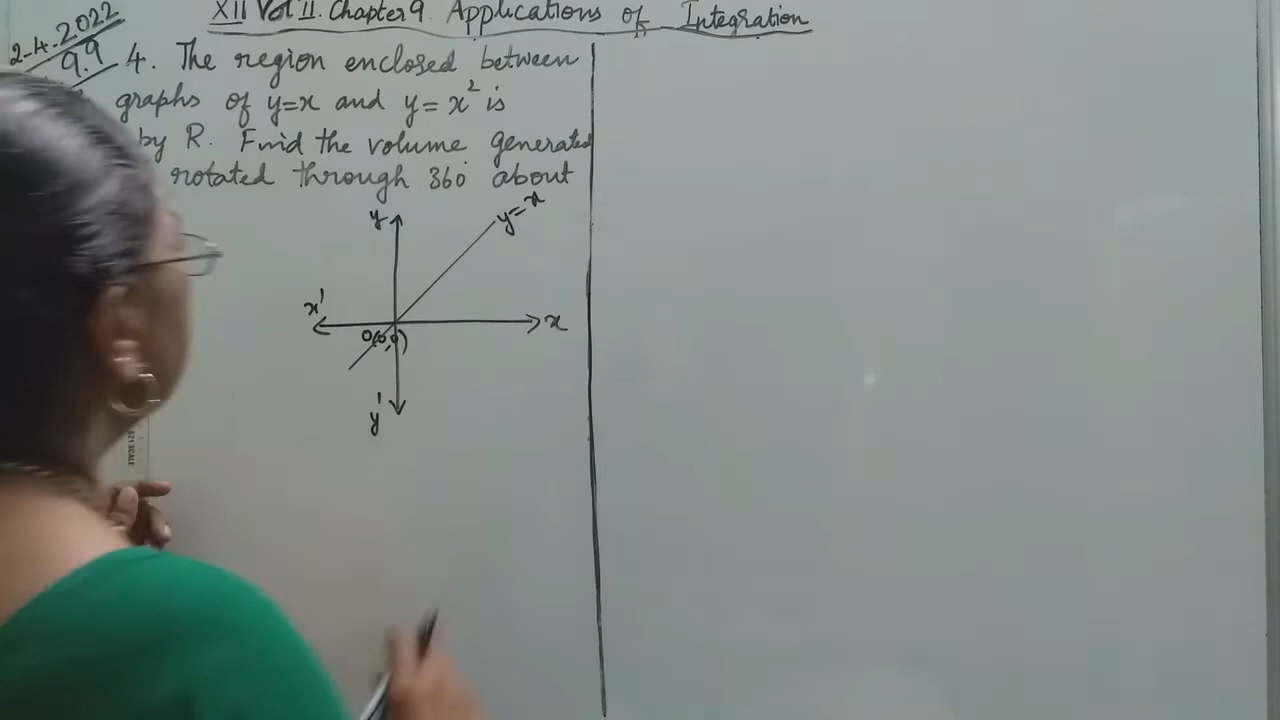 XII Vol II. Chapter 9. Applications of Integration
2-4-2022
9.9 4. The region enclosed between
graphs of y=x and y=x² is
by R. Find the volume generated
rotated through 360° about
y
y=x
x'
x
O(0,0)
y'
SCALE